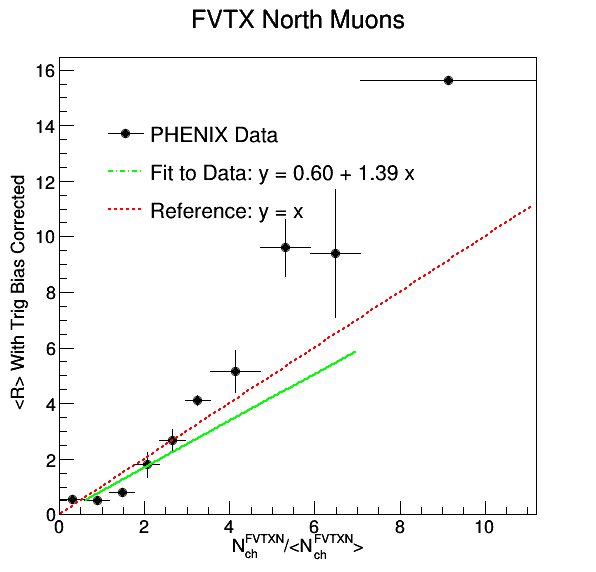 FVTX North Muons
<R> With Trig Bias Corrected
16
14
12
10
8
6
4
2
0
PHENIX Data
Fit to Data: y = 0.60 + 1.39 x
Reference: y = x
0 2 4 6 8 10
N_ch^FVTXN/<N_ch^FVTXN>